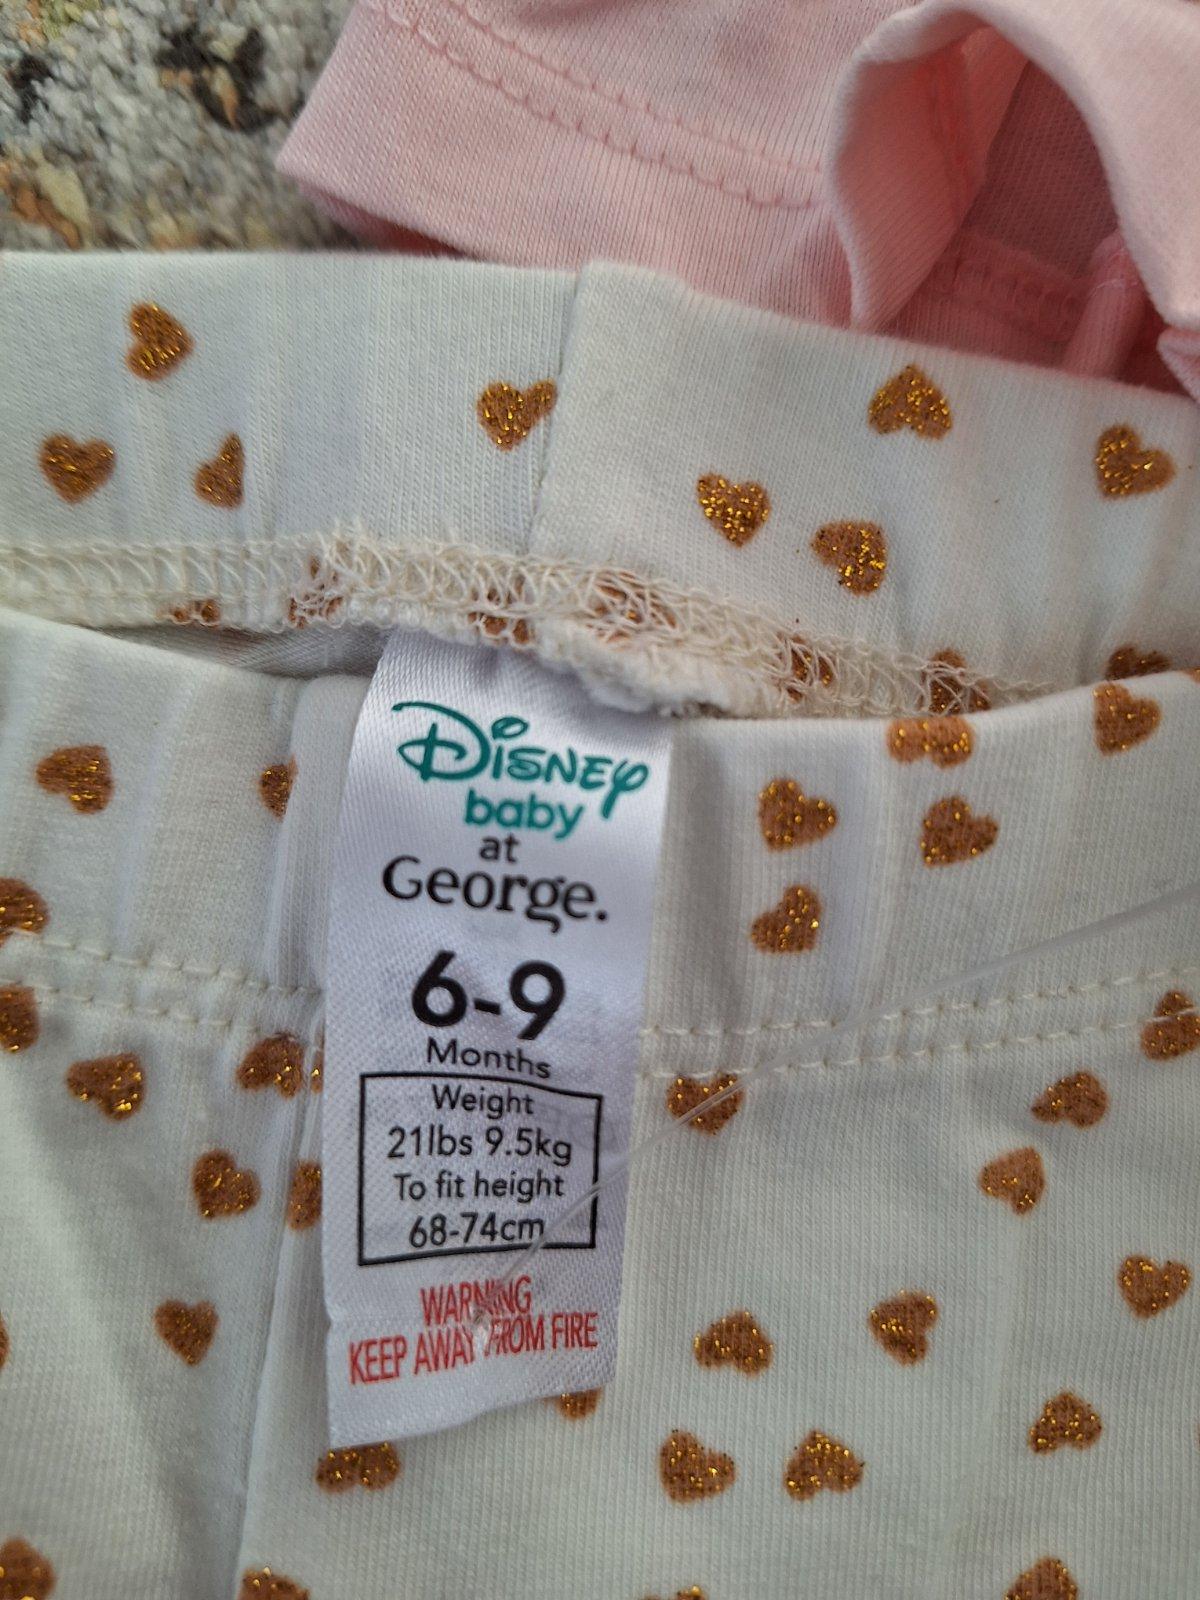 Disney
baby
at
George.
6-9
Months
Weight
21lbs 9.5kg
To fit height
68-74cm
WARNING
KEEP AWAY FROM FIRE